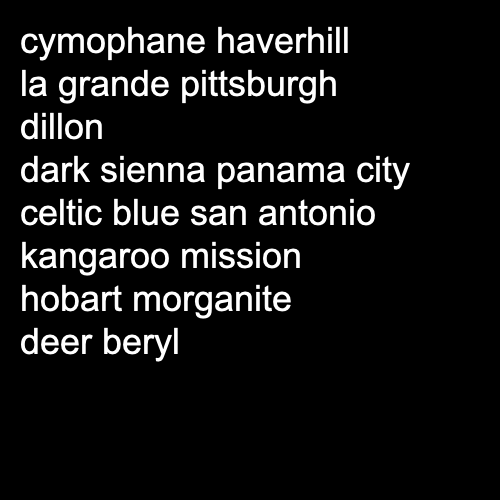 cymophane haverhill
la grande pittsburgh
dillon
dark sienna panama city
celtic blue san antonio
kangaroo mission
hobart morganite
deer beryl